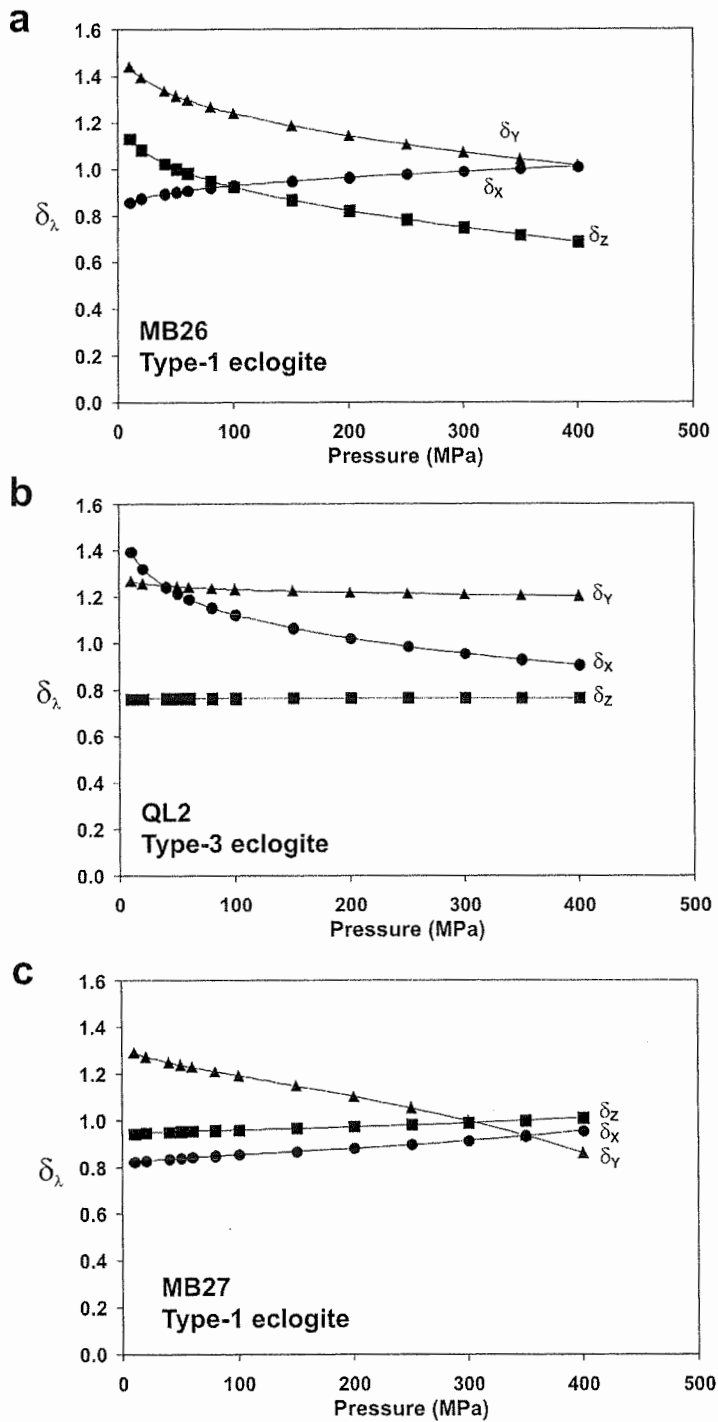 a
1.6
1.4
1.2
1.0
0.8
0.6
0.4
0.2
0.0
δλ
δY
δX
δZ
MB26
Type-1 eclogite
0 100 200 300 400 500
Pressure (MPa)
b
1.6
1.4
1.2
1.0
0.8
0.6
0.4
0.2
0.0
δλ
δY
δX
δZ
QL2
Type-3 eclogite
0 100 200 300 400 500
Pressure (MPa)
c
1.6
1.4
1.2
1.0
0.8
0.6
0.4
0.2
0.0
δλ
δZ
δX
δY
MB27
Type-1 eclogite
0 100 200 300 400 500
Pressure (MPa)